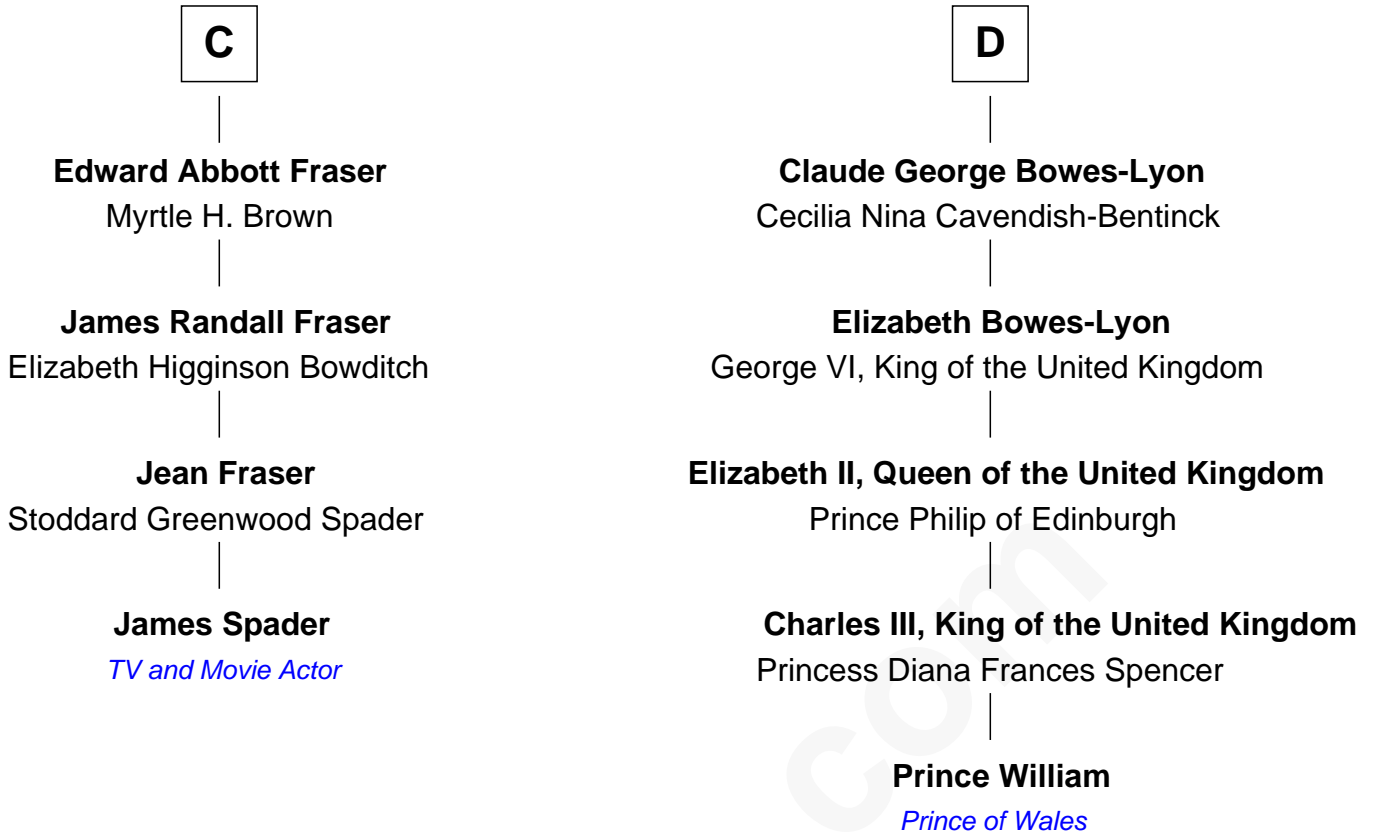 C
Edward Abbott Fraser
Myrtle H. Brown
James Randall Fraser
Elizabeth Higginson Bowditch
Jean Fraser
Stoddard Greenwood Spader
James Spader
TV and Movie Actor
D
Claude George Bowes-Lyon
Cecilia Nina Cavendish-Bentinck
Elizabeth Bowes-Lyon
George VI, King of the United Kingdom
Elizabeth II, Queen of the United Kingdom
Prince Philip of Edinburgh
Charles III, King of the United Kingdom
Princess Diana Frances Spencer
Prince William
Prince of Wales
com